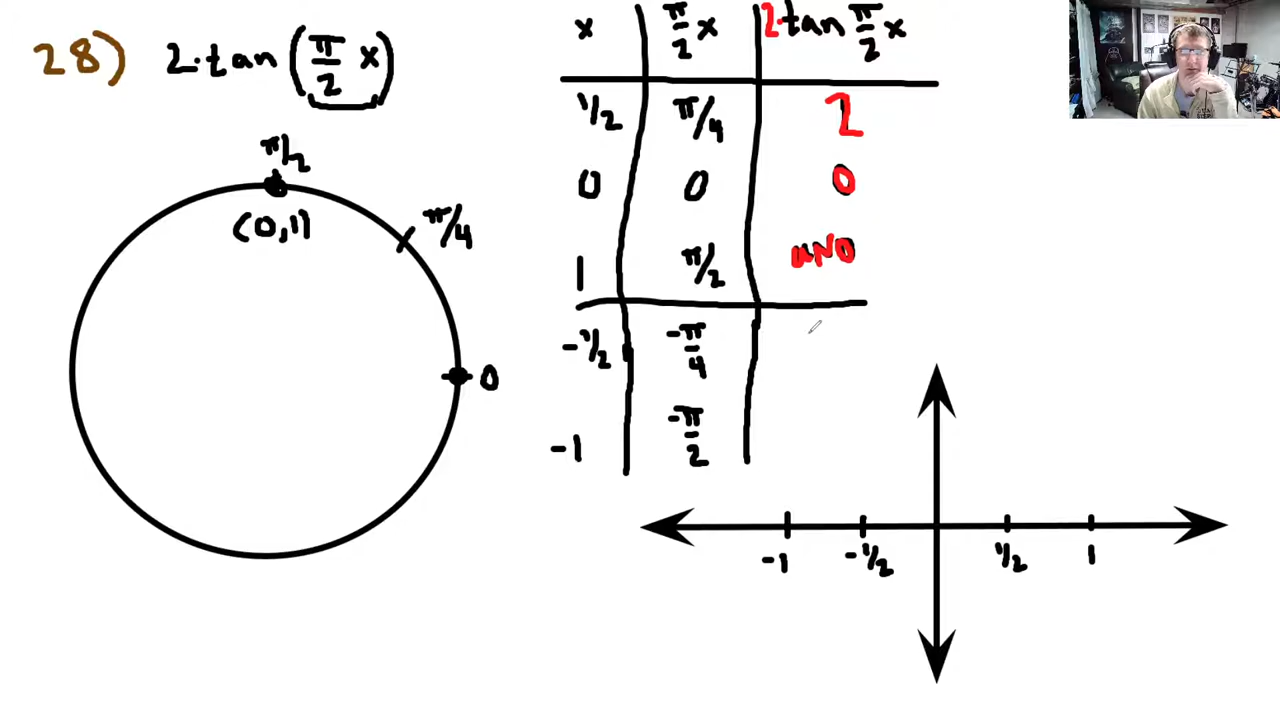 28) 2·tan(π/2 x)
x π/2 x 2·tan π/2 x
1/2 π/4 2
0 0 0
1 π/2 UND
-1/2 -π/4
-1 -π/2
π/2
(0,1)
π/4
0
-1 -1/2 1/2 1